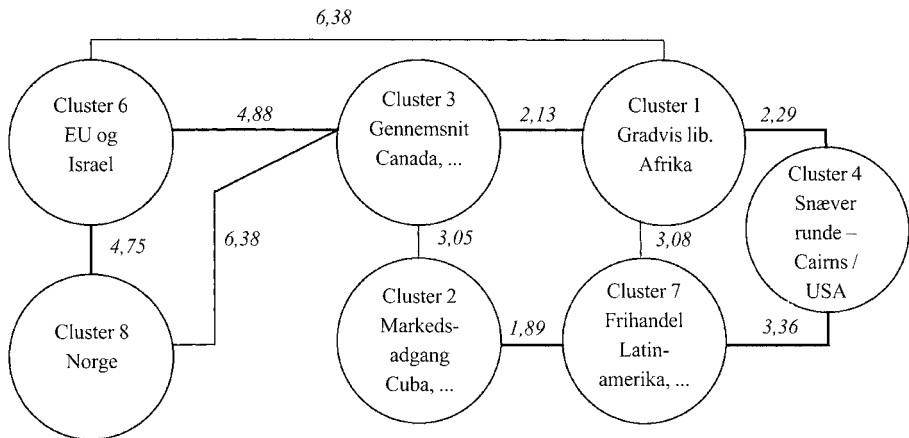 6,38
Cluster 6
EU og
Israel
4,88
Cluster 3
Gennemsnit
Canada, ...
2,13
Cluster 1
Gradvis lib.
Afrika
2,29
Cluster 4
Snæver
runde –
Cairns /
USA
4,75
6,38
3,05
3,08
Cluster 8
Norge
Cluster 2
Markeds-
adgang
Cuba, ...
1,89
Cluster 7
Frihandel
Latin-
amerika, ...
3,36